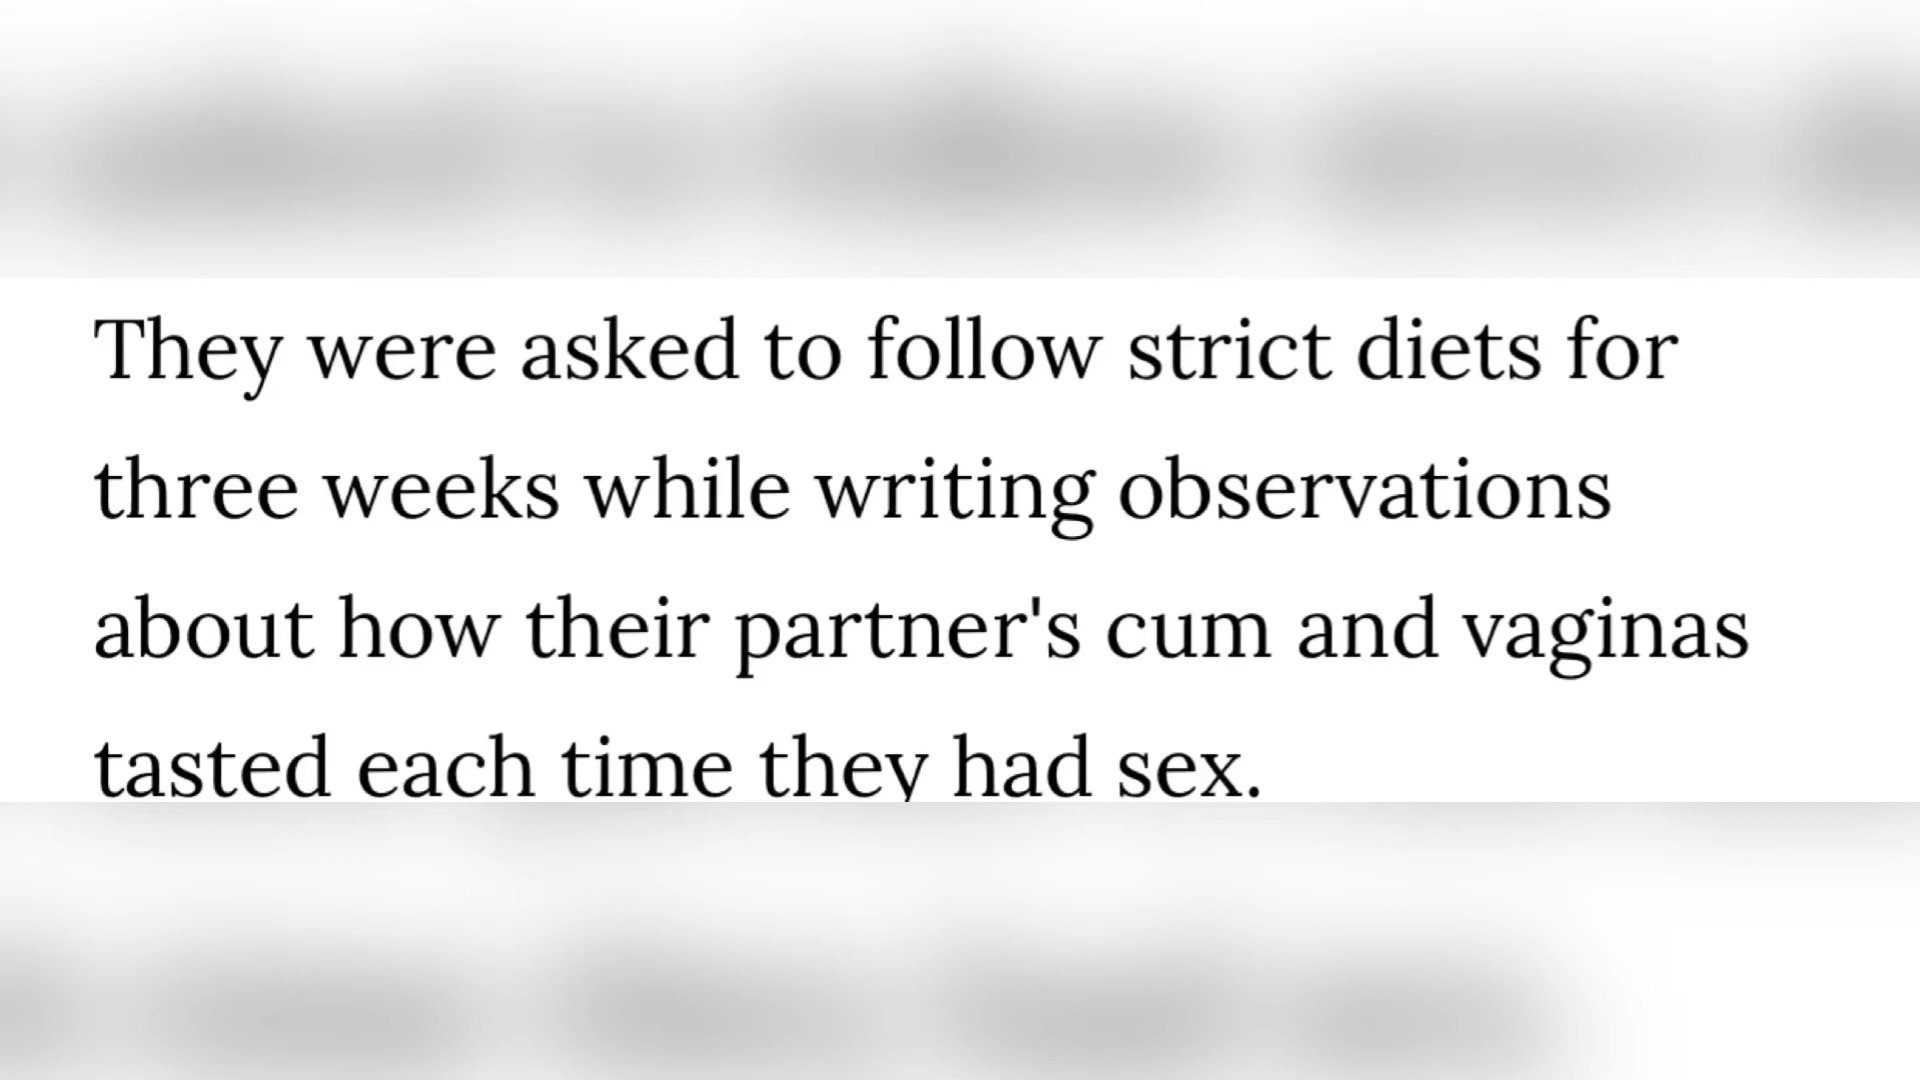 They were asked to follow strict diets for
three weeks while writing observations
about how their partner's cum and vaginas
tasted each time they had sex.